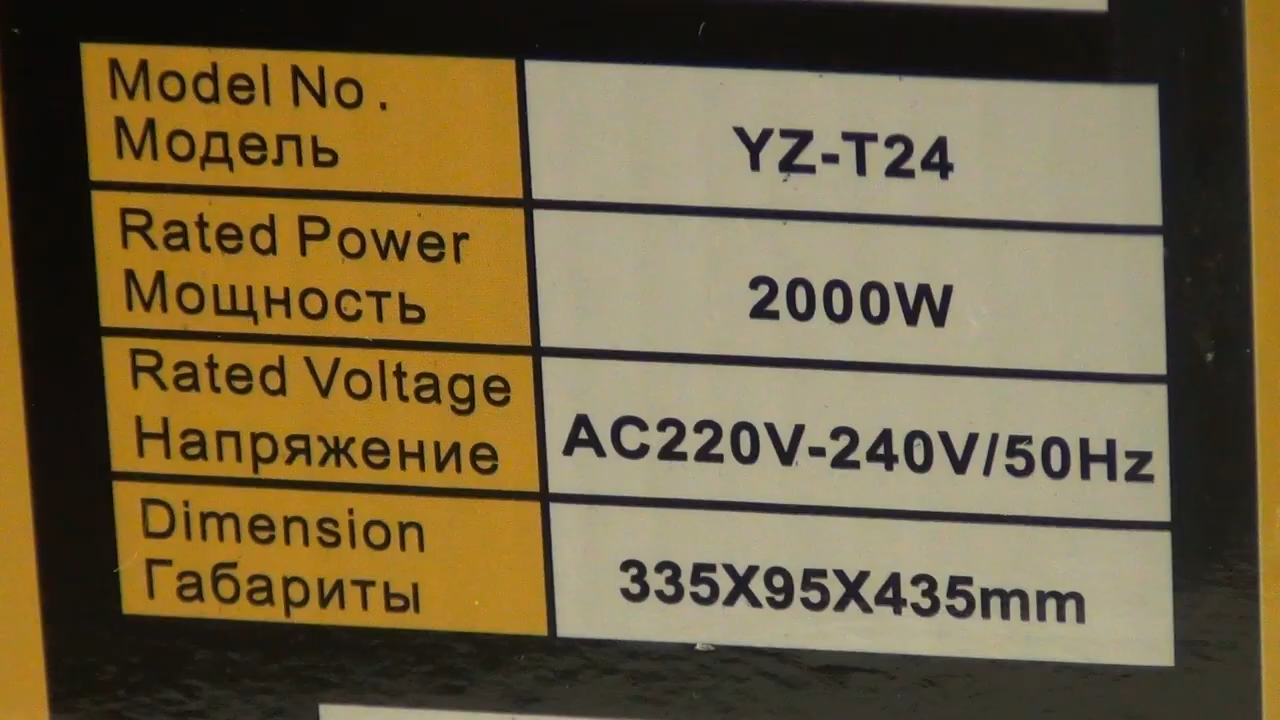 Model No.
Модель
YZ-T24
Rated Power
Мощность
2000W
Rated Voltage
Напряжение
AC220V-240V/50Hz
Dimension
Габариты
335X95X435mm